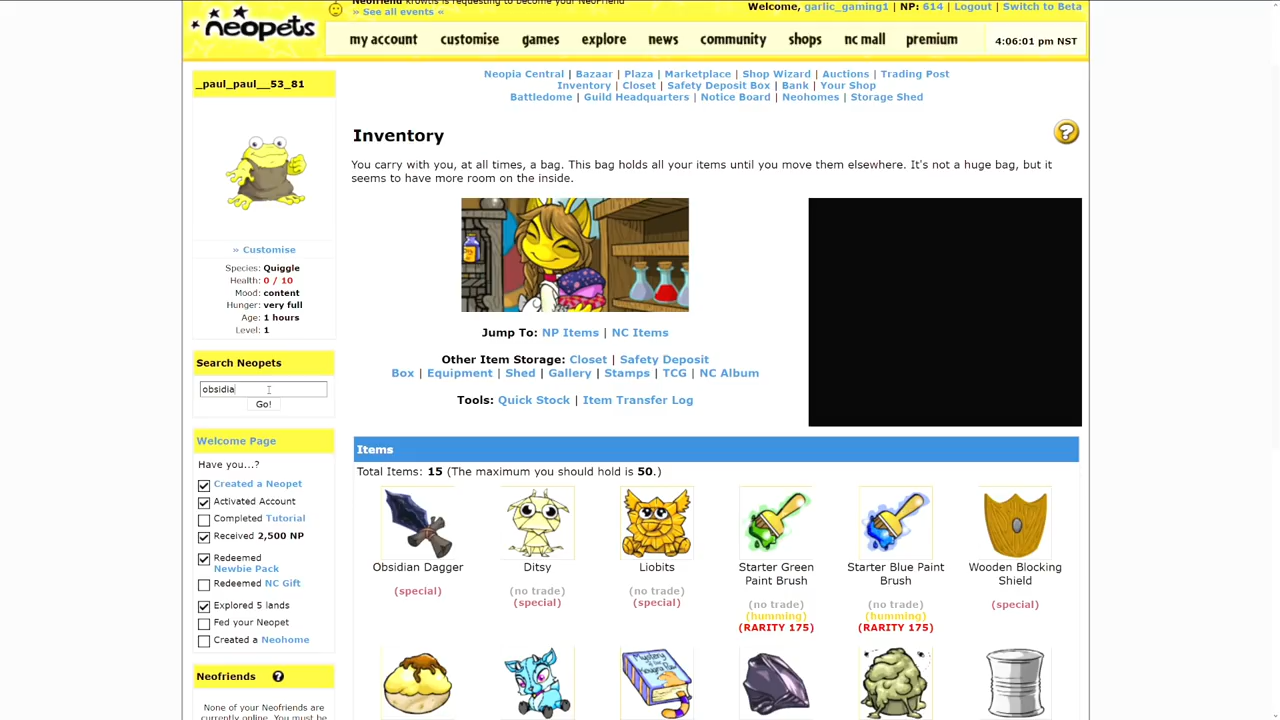 Neofriend krowtis is requesting to become your NeoFriend
» See all events «
Welcome, garlic_gaming1 | NP: 614 | Logout | Switch to Beta
neopets
my account customise games explore news community shops nc mall premium
4:06:01 pm NST
_paul_paul__53_81
» Customise
Species: Quiggle
Health: 0 / 10
Mood: content
Hunger: very full
Age: 1 hours
Level: 1
Search Neopets
obsidia
Go!
Welcome Page
Have you...?
Created a Neopet
Activated Account
Completed Tutorial
Received 2,500 NP
Redeemed
Newbie Pack
Redeemed NC Gift
Explored 5 lands
Fed your Neopet
Created a Neohome
Neofriends ?
None of your Neofriends
are currently online. You must be
Neopia Central | Bazaar | Plaza | Marketplace | Shop Wizard | Auctions | Trading Post
Inventory | Closet | Safety Deposit Box | Bank | Your Shop
Battledome | Guild Headquarters | Notice Board | Neohomes | Storage Shed
Inventory
?
You carry with you, at all times, a bag. This bag holds all your items until you move them elsewhere. It's not a huge bag, but it
seems to have more room on the inside.
Jump To: NP Items | NC Items
Other Item Storage: Closet | Safety Deposit
Box | Equipment | Shed | Gallery | Stamps | TCG | NC Album
Tools: Quick Stock | Item Transfer Log
Items
Total Items: 15 (The maximum you should hold is 50.)
Obsidian Dagger
(special)
Ditsy
(no trade)
(special)
Liobits
(no trade)
(special)
Starter Green
Paint Brush
(no trade)
(humming)
(RARITY 175)
Starter Blue Paint
Brush
(no trade)
(humming)
(RARITY 175)
Wooden Blocking
Shield
(special)